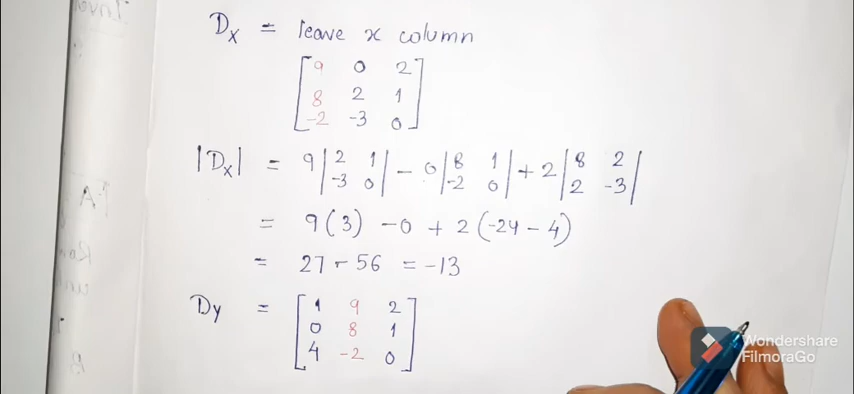 Dx = leave x column
[9 0 2
8 2 1
-2 -3 0]
|Dx| = 9|2 1 -3 0| - 0|8 1 -2 0| + 2|8 2 2 -3|
= 9(3) - 0 + 2(-24 - 4)
= 27 - 56 = -13
Dy = [1 9 2
0 8 1
4 -2 0]
Wondershare
FilmoraGo